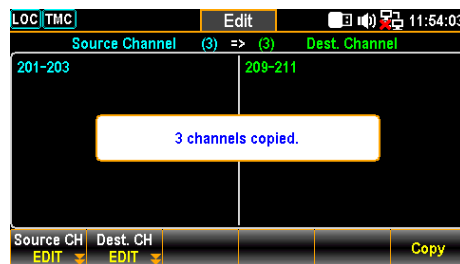 LOC TMC Edit 11:54:03
Source Channel (3) => (3) Dest. Channel
201-203 209-211
3 channels copied.
Source CH Dest. CH
EDIT EDIT Copy